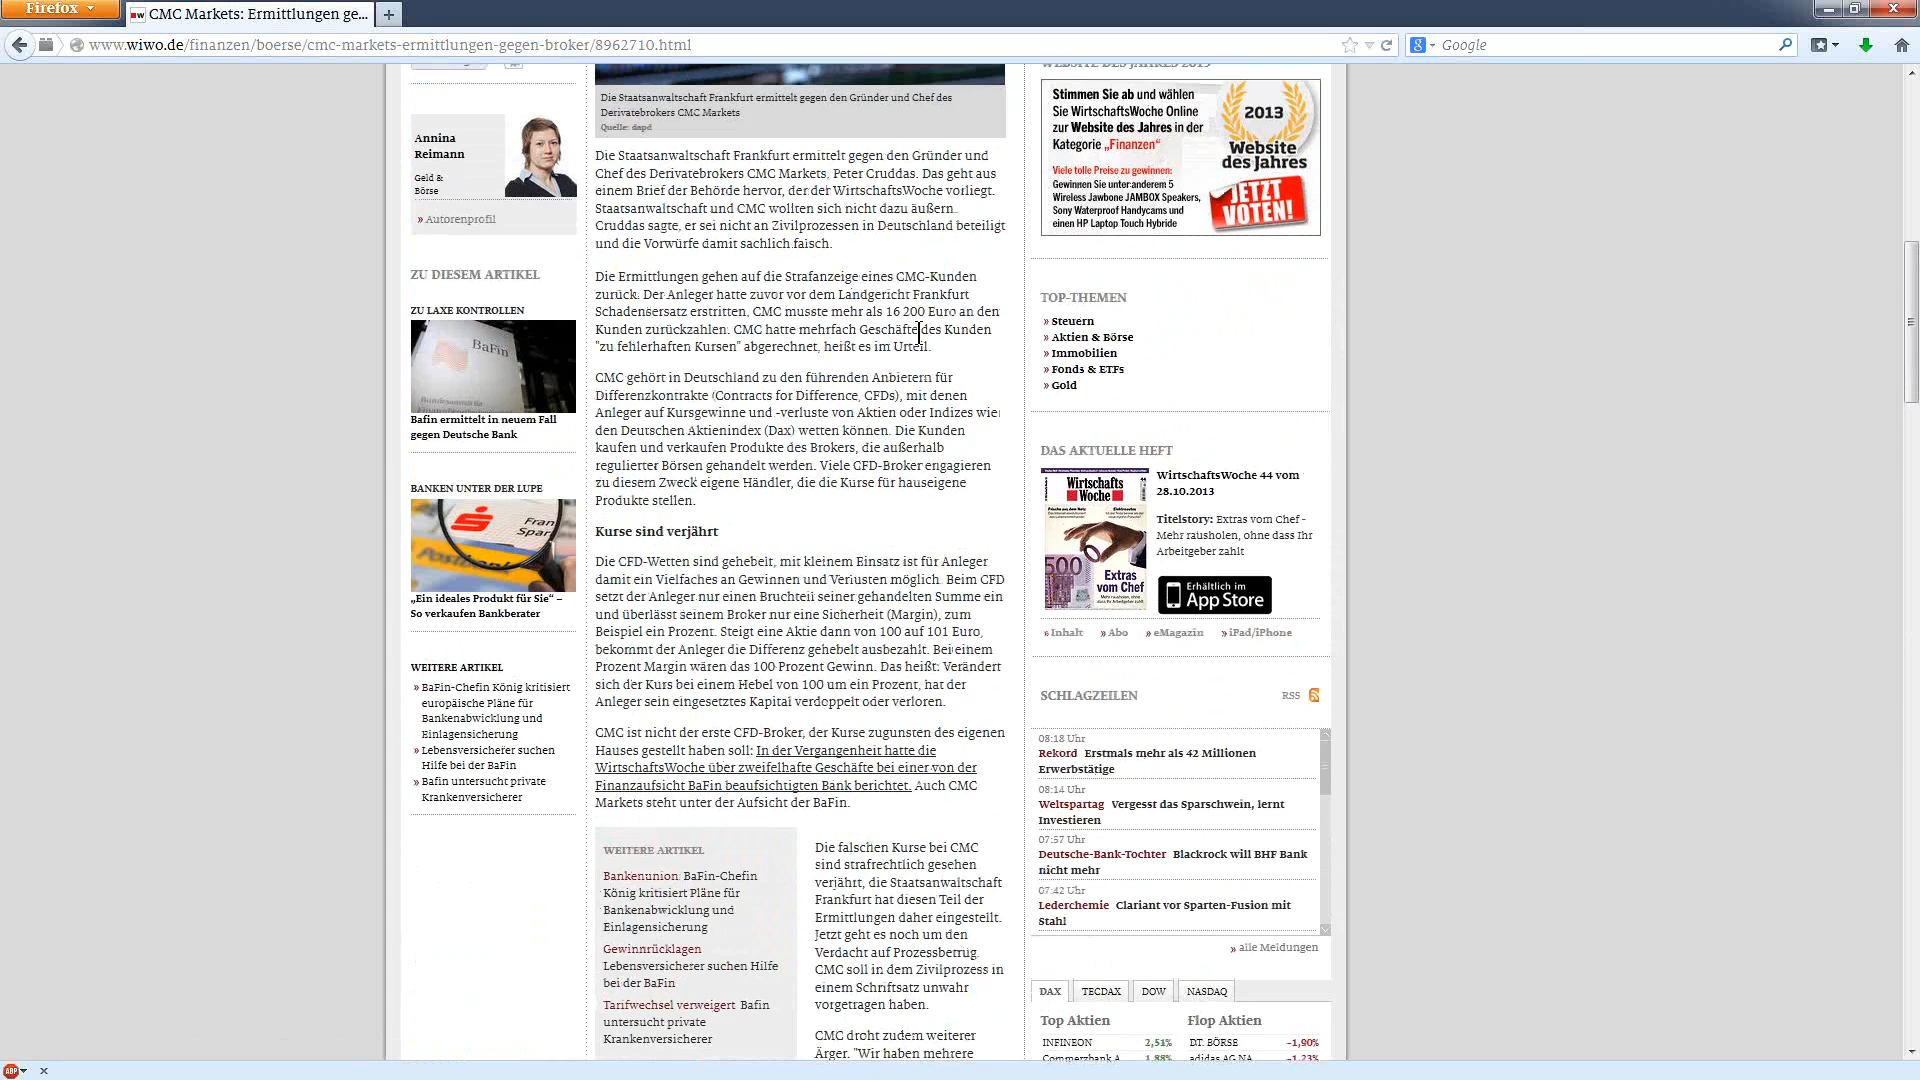 Firefox
CMC Markets: Ermittlungen ge...
www.wiwo.de/finanzen/boerse/cmc-markets-ermittlungen-gegen-broker/8962710.html
Google
Annina
Reimann
Geld &
Börse
» Autorenprofil
ZU DIESEM ARTIKEL
ZU LAXE KONTROLLEN
BaFin
Bafin ermittelt in neuem Fall
gegen Deutsche Bank
BANKEN UNTER DER LUPE
„Ein ideales Produkt für Sie“ –
So verkaufen Bankberater
WEITERE ARTIKEL
» BaFin-Chefin König kritisiert
europäische Pläne für
Bankenabwicklung und
Einlagensicherung
» Lebensversicherer suchen
Hilfe bei der BaFin
» Bafin untersucht private
Krankenversicherer
Die Staatsanwaltschaft Frankfurt ermittelt gegen den Gründer und Chef des
Derivatebrokers CMC Markets
Quelle: dapd
Die Staatsanwaltschaft Frankfurt ermittelt gegen den Gründer und
Chef des Derivatebrokers CMC Markets, Peter Cruddas. Das geht aus
einem Brief der Behörde hervor, der der WirtschaftsWoche vorliegt.
Staatsanwaltschaft und CMC wollten sich nicht dazu äußern.
Cruddas sagte, er sei nicht an Zivilprozessen in Deutschland beteiligt
und die Vorwürfe damit sachlich falsch.
Die Ermittlungen gehen auf die Strafanzeige eines CMC-Kunden
zurück. Der Anleger hatte zuvor vor dem Landgericht Frankfurt
Schadensersatz erstritten, CMC musste mehr als 16 200 Euro an den
Kunden zurückzahlen. CMC hatte mehrfach Geschäfte des Kunden
"zu fehlerhaften Kursen" abgerechnet, heißt es im Urteil.
CMC gehört in Deutschland zu den führenden Anbietern für
Differenzkontrakte (Contracts for Difference, CFDs), mit denen
Anleger auf Kursgewinne und -verluste von Aktien oder Indizes wie
den Deutschen Aktienindex (Dax) wetten können. Die Kunden
kaufen und verkaufen Produkte des Brokers, die außerhalb
regulierter Börsen gehandelt werden. Viele CFD-Broker engagieren
zu diesem Zweck eigene Händler, die die Kurse für hauseigene
Produkte stellen.
Kurse sind verjährt
Die CFD-Wetten sind gehebelt, mit kleinem Einsatz ist für Anleger
damit ein Vielfaches an Gewinnen und Verlusten möglich. Beim CFD
setzt der Anleger nur einen Bruchteil seiner gehandelten Summe ein
und überlässt seinem Broker nur eine Sicherheit (Margin), zum
Beispiel ein Prozent. Steigt eine Aktie dann von 100 auf 101 Euro,
bekommt der Anleger die Differenz gehebelt ausbezahlt. Bei einem
Prozent Margin wären das 100 Prozent Gewinn. Das heißt: Verändert
sich der Kurs bei einem Hebel von 100 um ein Prozent, hat der
Anleger sein eingesetztes Kapital verdoppelt oder verloren.
CMC ist nicht der erste CFD-Broker, der Kurse zugunsten des eigenen
Hauses gestellt haben soll: In der Vergangenheit hatte die
WirtschaftsWoche über zweifelhafte Geschäfte bei einer von der
Finanzaufsicht BaFin beaufsichtigten Bank berichtet. Auch CMC
Markets steht unter der Aufsicht der BaFin.
WEITERE ARTIKEL
Bankenunion BaFin-Chefin
König kritisiert Pläne für
Bankenabwicklung und
Einlagensicherung
Gewinnrücklagen
Lebensversicherer suchen Hilfe
bei der BaFin
Tarifwechsel verweigert Bafin
untersucht private
Krankenversicherer
Die falschen Kurse bei CMC
sind strafrechtlich gesehen
verjährt, die Staatsanwaltschaft
Frankfurt hat diesen Teil der
Ermittlungen daher eingestellt.
Jetzt geht es noch um den
Verdacht auf Prozessbetrug.
CMC soll in dem Zivilprozess in
einem Schriftsatz unwahr
vorgetragen haben.
CMC droht zudem weiterer
Ärger. "Wir haben mehrere
WEBSITE DES JAHRES 2013
Stimmen Sie ab und wählen
Sie WirtschaftsWoche Online
zur Website des Jahres in der
Kategorie „Finanzen“
Viele tolle Preise zu gewinnen:
Gewinnen Sie unter anderem 5
Wireless Jawbone JAMBOX Speakers,
Sony Waterproof Handycams und
einen HP Laptop Touch Hybride
2013
Website
des Jahres
JETZT
VOTEN!
TOP-THEMEN
» Steuern
» Aktien & Börse
» Immobilien
» Fonds & ETFs
» Gold
DAS AKTUELLE HEFT
Wirtschafts
Woche
500
Extras
vom Chef
WirtschaftsWoche 44 vom
28.10.2013
Titelstory: Extras vom Chef -
Mehr rausholen, ohne dass Ihr
Arbeitgeber zahlt
Erhältlich im
App Store
» Inhalt » Abo » eMagazin » iPad/iPhone
SCHLAGZEILEN RSS
08:18 Uhr
Rekord Erstmals mehr als 42 Millionen
Erwerbstätige
08:14 Uhr
Weltspartag Vergesst das Sparschwein, lernt
Investieren
07:57 Uhr
Deutsche-Bank-Tochter Blackrock will BHF Bank
nicht mehr
07:42 Uhr
Lederchemie Clariant vor Sparten-Fusion mit
Stahl
» alle Meldungen
DAX TECDAX DOW NASDAQ
Top Aktien Flop Aktien
INFINEON 2,51% DT. BÖRSE -1,90%
Commerzbank A 1,88% adidas AG NA -1,23%
ABP